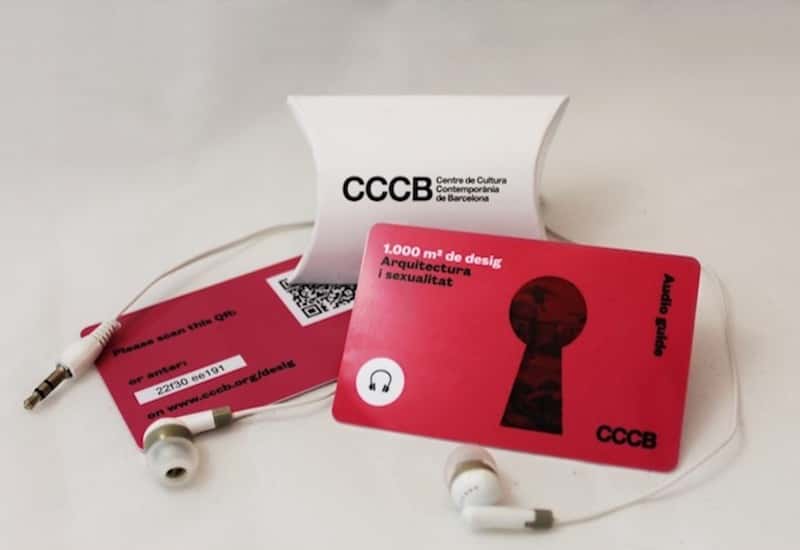 CCCB
Centre de Cultura
Contemporània
de Barcelona
1.000 m² de desig
Arquitectura
i sexualitat
Audio guide
CCCB
Please scan this QR:
or enter:
22f30 ee191
on www.cccb.org/desig